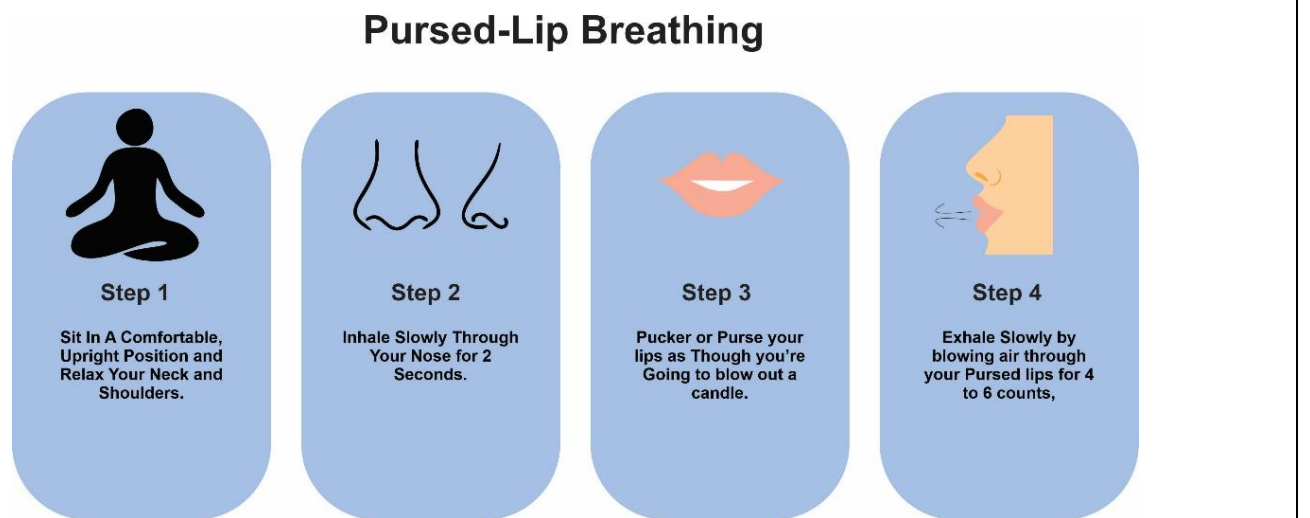 Pursed-Lip Breathing
Step 1
Sit In A Comfortable,
Upright Position and
Relax Your Neck and
Shoulders.
Step 2
Inhale Slowly Through
Your Nose for 2
Seconds.
Step 3
Pucker or Purse your
lips as Though you’re
Going to blow out a
candle.
Step 4
Exhale Slowly by
blowing air through
your Pursed lips for 4
to 6 counts,